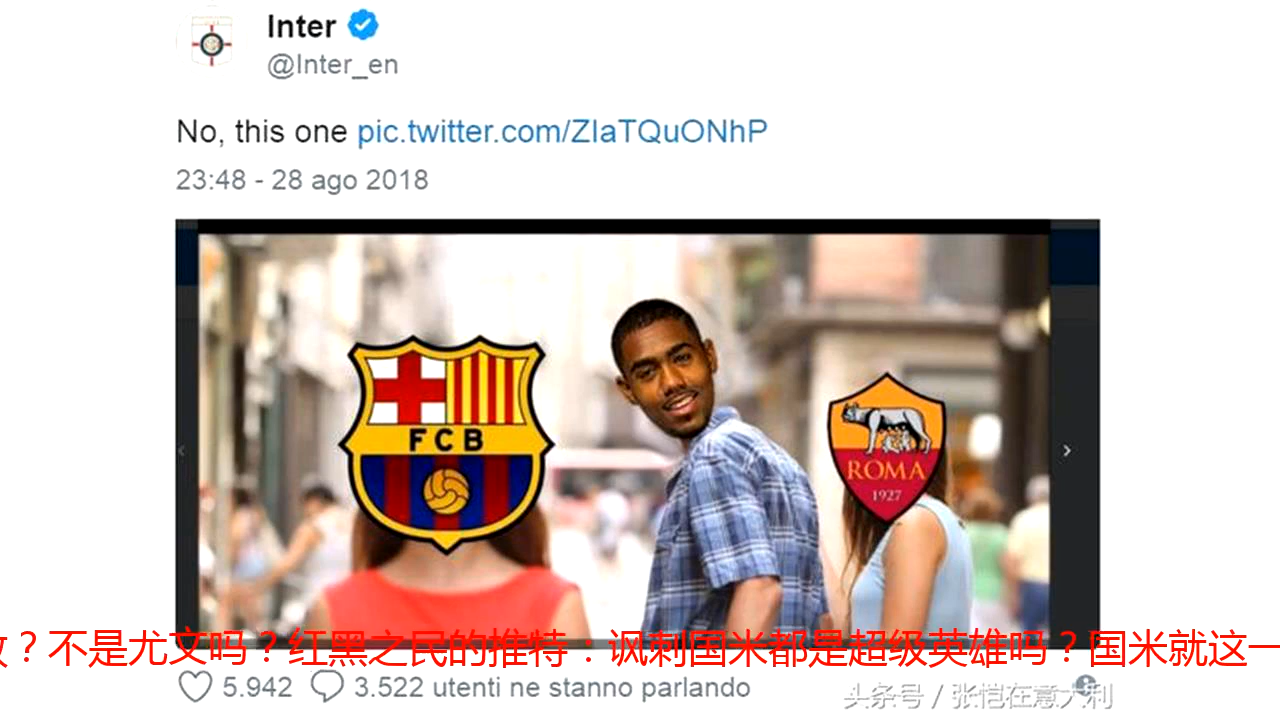 Inter
@Inter_en
No, this one pic.twitter.com/ZIaTQuONhP
23:48 - 28 ago 2018
FCB
ROMA
1927
？不是尤文吗？红黑之民的推特：讽刺国米都是超级英雄吗？国米就这一
5.942 3.522 utenti ne stanno parlando
头条号 / 张恺在意大利